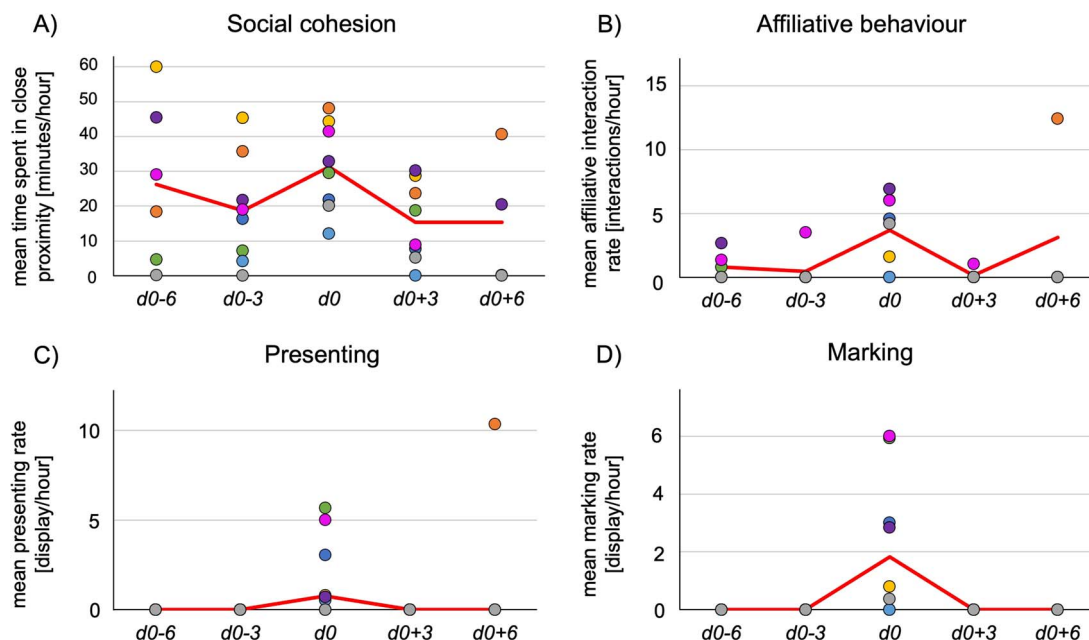 A) Social cohesion
mean time spent in close
proximity [minutes/hour]
60
50
40
30
20
10
0
d0-6 d0-3 d0 d0+3 d0+6
B) Affiliative behaviour
mean affiliative interaction
rate [interactions/hour]
15
10
5
0
d0-6 d0-3 d0 d0+3 d0+6
C) Presenting
mean presenting rate
[display/hour]
10
5
0
d0-6 d0-3 d0 d0+3 d0+6
D) Marking
mean marking rate
[display/hour]
6
4
2
0
d0-6 d0-3 d0 d0+3 d0+6